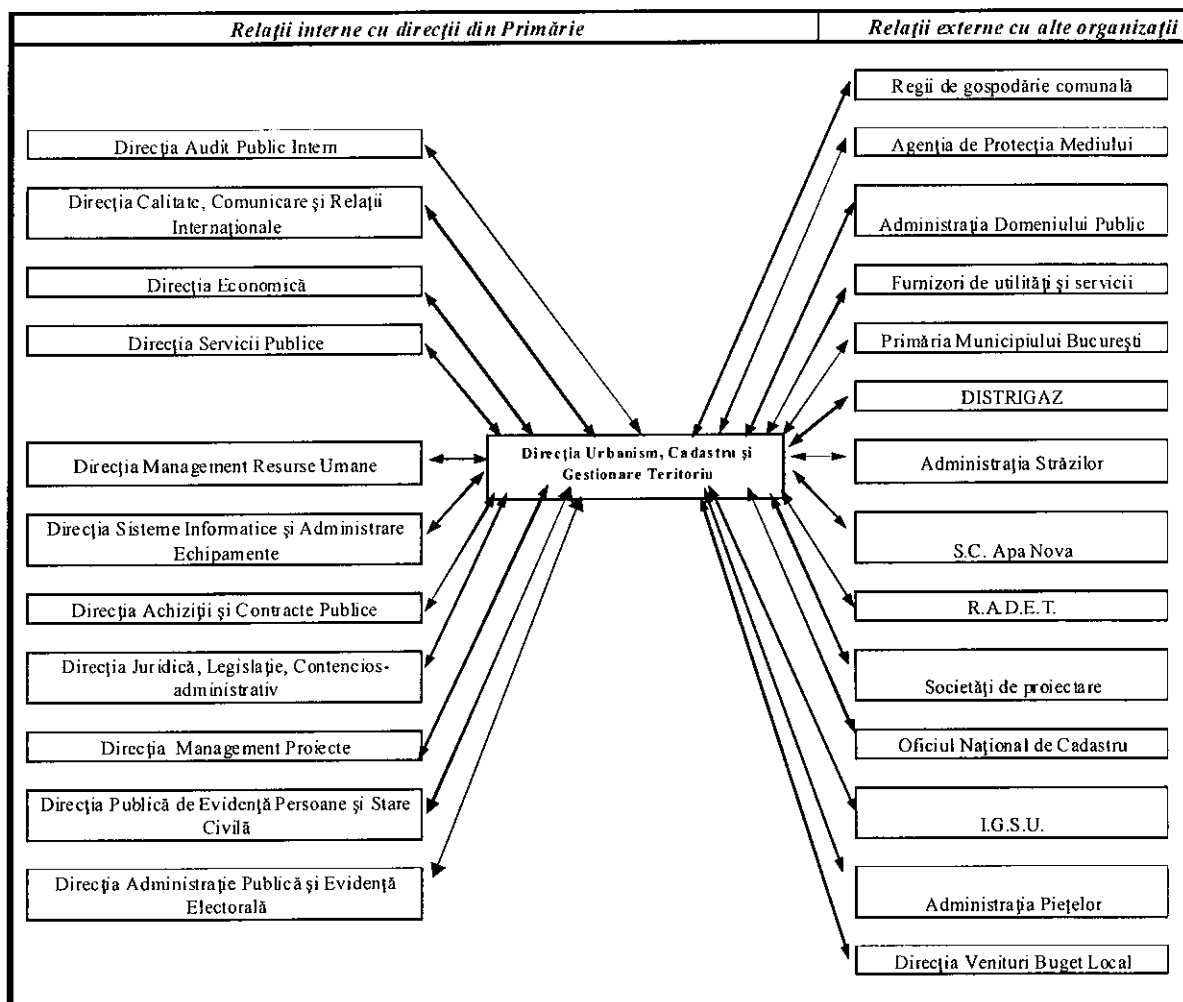 Relații interne cu direcții din Primărie
Relații externe cu alte organizații
Direcția Audit Public Intern
Direcția Calitate, Comunicare și Relații
Internaționale
Direcția Economică
Direcția Servicii Publice
Direcția Management Resurse Umane
Direcția Sisteme Informatice și Administrare
Echipamente
Direcția Achiziții și Contracte Publice
Direcția Juridică, Legislație, Contencios-
administrativ
Direcția Management Proiecte
Direcția Publică de Evidență Persoane și Stare
Civilă
Direcția Administrație Publică și Evidență
Electorală
Direcția Urbanism, Cadastru și
Gestionare Teritoriu
Regii de gospodărie comunală
Agenția de Protecția Mediului
Administrația Domeniului Public
Furnizori de utilități și servicii
Primăria Municipiului București
DISTRIGAZ
Administrația Străzilor
S.C. Apa Nova
R.A.D.E.T.
Societăți de proiectare
Oficiul Național de Cadastru
I.G.S.U.
Administrația Piețelor
Direcția Venituri Buget Local